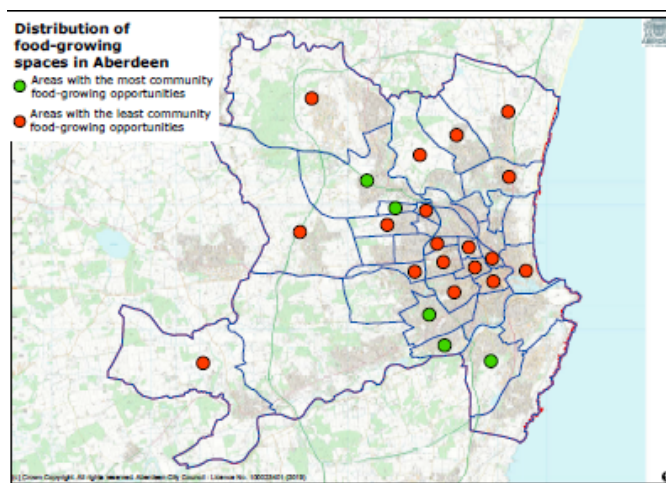 Distribution of
food-growing
spaces in Aberdeen
Areas with the most community
food-growing opportunities
Areas with the least community
food-growing opportunities
(c) Crown Copyright. All rights reserved. Aberdeen City Council - Licence No. 100023401 (2018)